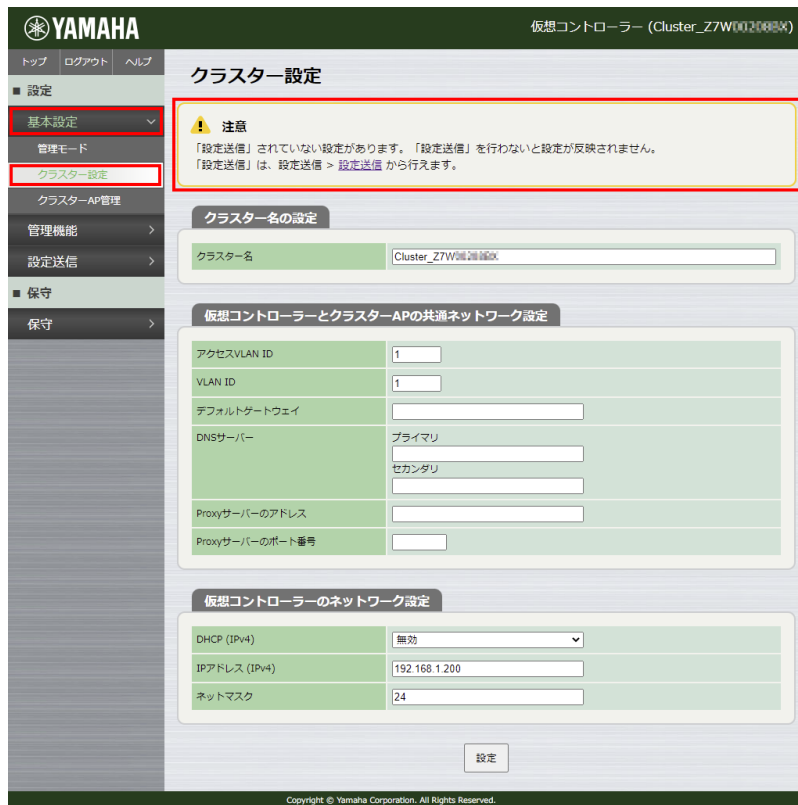 YAMAHA
仮想コントローラー (Cluster_Z7W
トップ ログアウト ヘルプ
■ 設定
基本設定
管理モード
クラスター設定
クラスターAP管理
管理機能
設定送信
■ 保守
保守
クラスター設定
注意
「設定送信」されていない設定があります。「設定送信」を行わないと設定が反映されません。
「設定送信」は、設定送信 > 設定送信 から行えます。
クラスター名の設定
クラスター名 Cluster_Z7W
仮想コントローラーとクラスターAPの共通ネットワーク設定
アクセスVLAN ID 1
VLAN ID 1
デフォルトゲートウェイ
DNSサーバー プライマリ
セカンダリ
Proxyサーバーのアドレス
Proxyサーバーのポート番号
仮想コントローラーのネットワーク設定
DHCP (IPv4) 無効
IPアドレス (IPv4) 192.168.1.200
ネットマスク 24
設定
Copyright © Yamaha Corporation. All Rights Reserved.